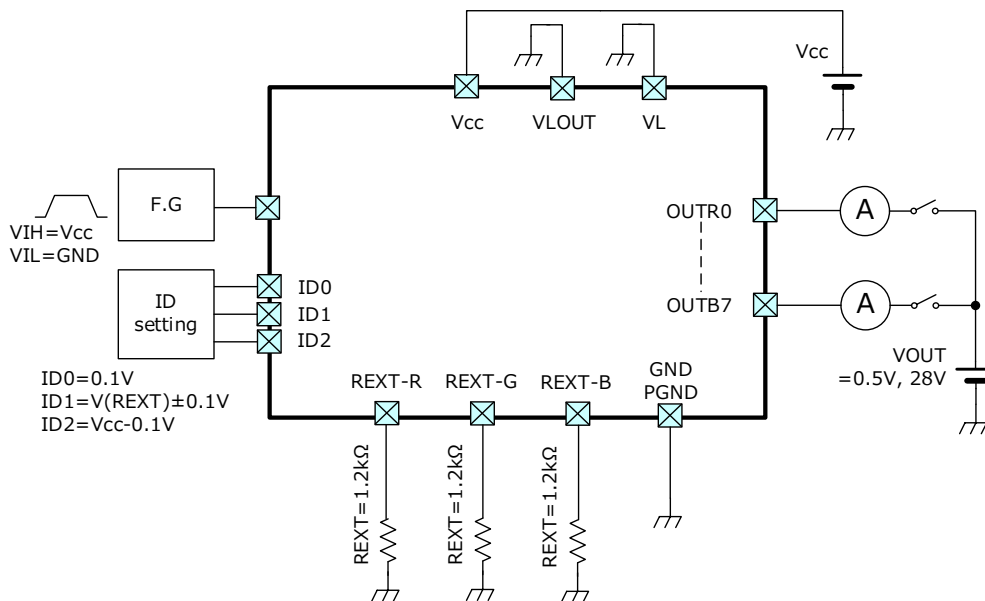 Vcc
Vcc
VLOUT
VL
F.G
VIH=Vcc
VIL=GND
OUTR0
A
ID0
ID setting
ID1
ID2
OUTB7
A
ID0=0.1V
ID1=V(REXT)±0.1V
ID2=Vcc-0.1V
REXT-R
REXT-G
REXT-B
GND
PGND
VOUT
=0.5V, 28V
REXT=1.2kΩ
REXT=1.2kΩ
REXT=1.2kΩ